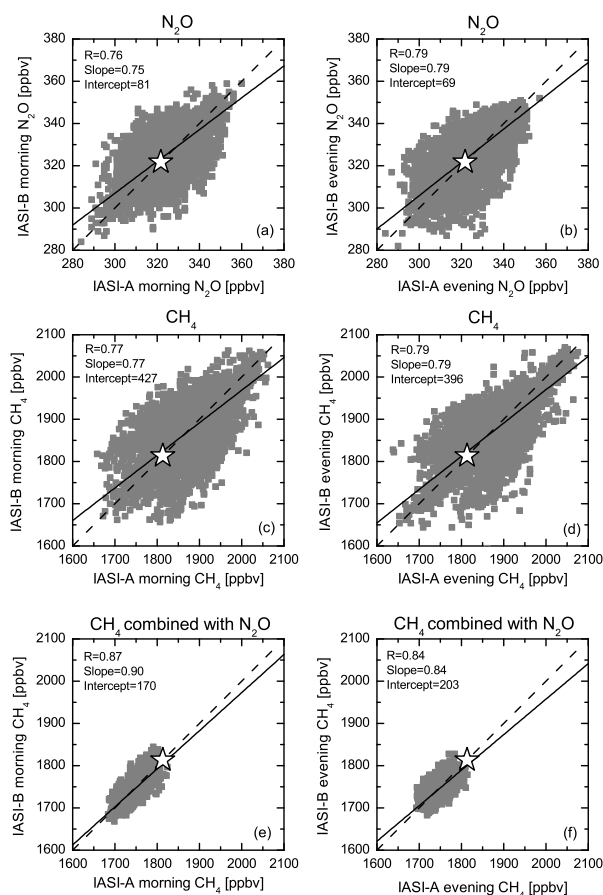 N₂O
R=0.76
Slope=0.75
Intercept=81
380
360
340
320
300
280
IASI-B morning N₂O [ppbv]
(a)
280 300 320 340 360 380
IASI-A morning N₂O [ppbv]
N₂O
R=0.79
Slope=0.79
Intercept=69
380
360
340
320
300
280
IASI-B evening N₂O [ppbv]
(b)
280 300 320 340 360 380
IASI-A evening N₂O [ppbv]
CH₄
R=0.77
Slope=0.77
Intercept=427
2100
2000
1900
1800
1700
1600
IASI-B morning CH₄ [ppbv]
(c)
1600 1700 1800 1900 2000 2100
IASI-A morning CH₄ [ppbv]
CH₄
R=0.79
Slope=0.79
Intercept=396
2100
2000
1900
1800
1700
1600
IASI-B evening CH₄ [ppbv]
(d)
1600 1700 1800 1900 2000 2100
IASI-A evening CH₄ [ppbv]
CH₄ combined with N₂O
R=0.87
Slope=0.90
Intercept=170
2100
2000
1900
1800
1700
1600
IASI-B morning CH₄ [ppbv]
(e)
1600 1700 1800 1900 2000 2100
IASI-A morning CH₄ [ppbv]
CH₄ combined with N₂O
R=0.84
Slope=0.84
Intercept=203
2100
2000
1900
1800
1700
1600
IASI-B evening CH₄ [ppbv]
(f)
1600 1700 1800 1900 2000 2100
IASI-A evening CH₄ [ppbv]